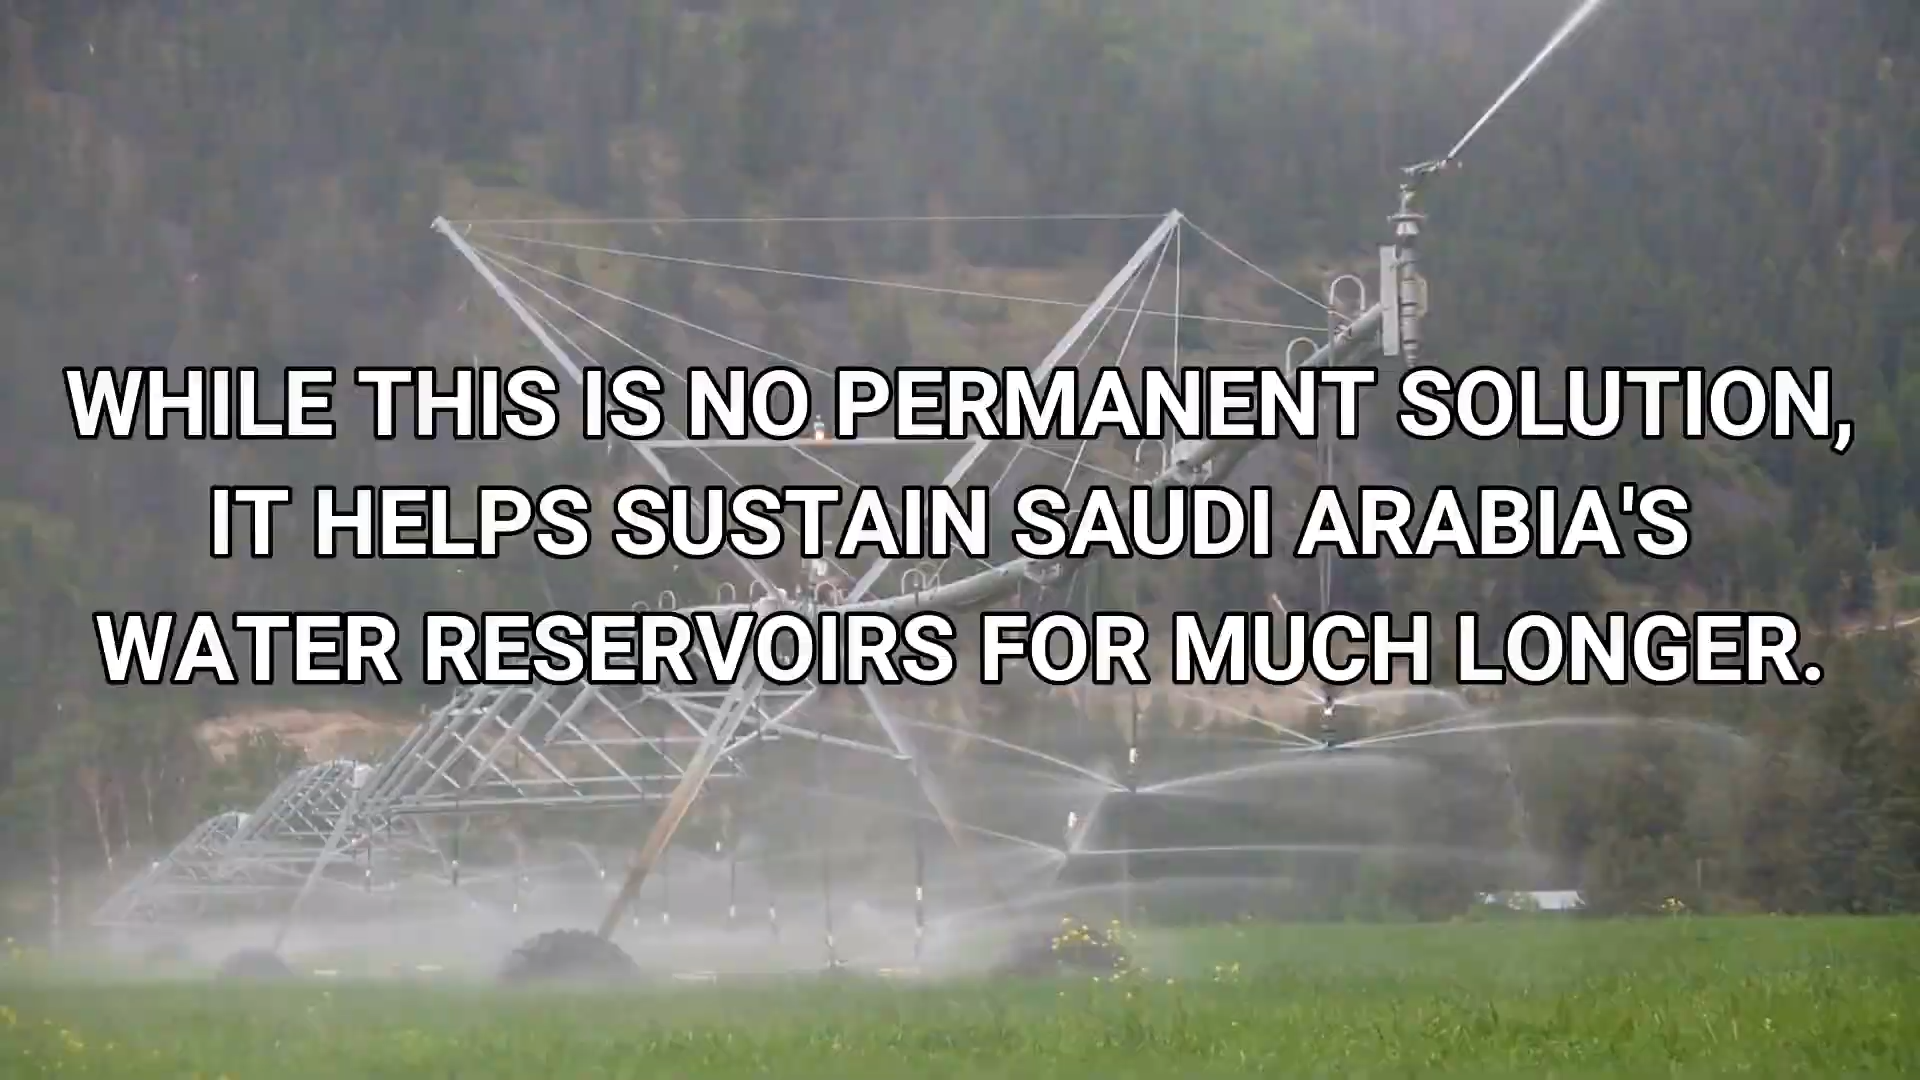 WHILE THIS IS NO PERMANENT SOLUTION,
IT HELPS SUSTAIN SAUDI ARABIA'S
WATER RESERVOIRS FOR MUCH LONGER.